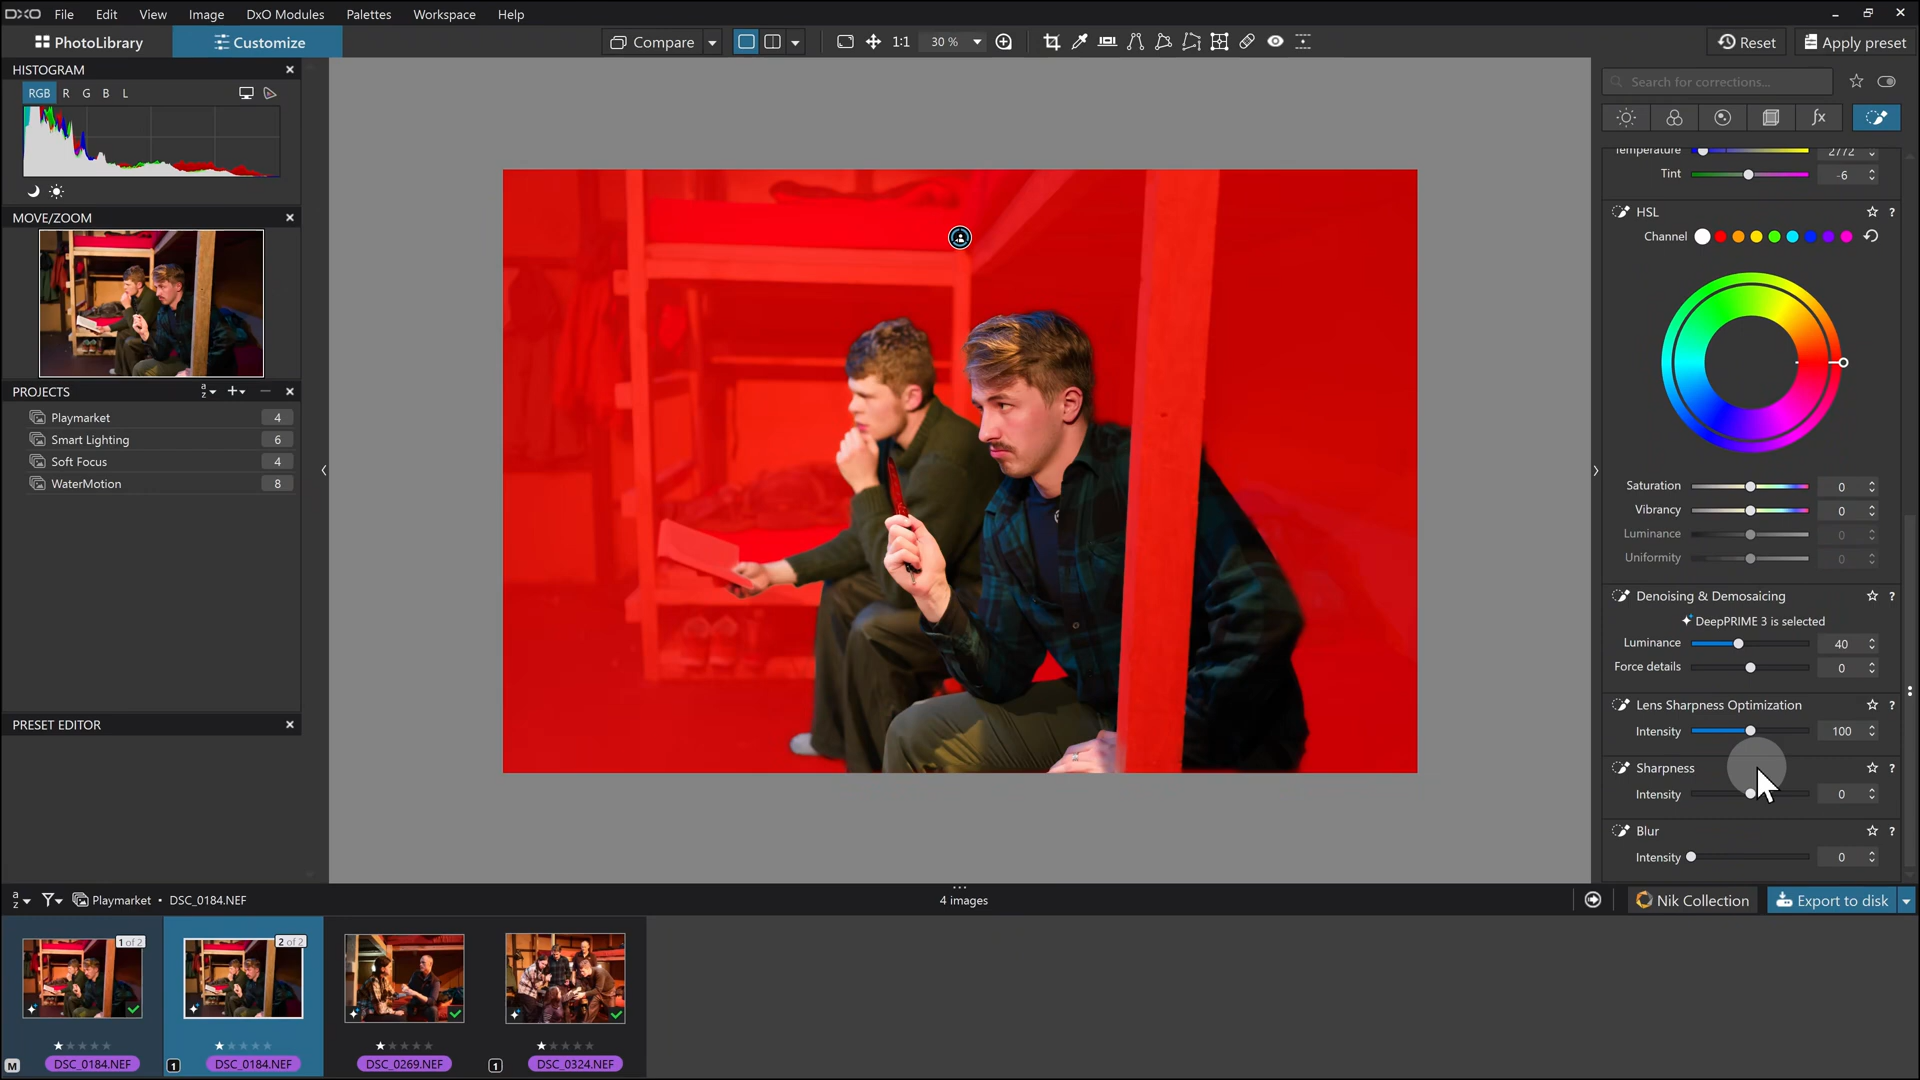 DXO File Edit View Image DxO Modules Palettes Workspace Help
PhotoLibrary Customize Compare 1:1 30 % Reset Apply preset
HISTOGRAM
RGB R G B L
MOVE/ZOOM
PROJECTS
Playmarket 4
Smart Lighting 6
Soft Focus 4
WaterMotion 8
PRESET EDITOR
Search for corrections...
fx
Temperature 2772
Tint -6
HSL
Channel
Saturation 0
Vibrancy 0
Luminance 0
Uniformity 0
Denoising & Demosaicing
DeepPRIME 3 is selected
Luminance 40
Force details 0
Lens Sharpness Optimization
Intensity 100
Sharpness
Intensity 0
Blur
Intensity 0
Playmarket • DSC_0184.NEF 4 images Nik Collection Export to disk
1 of 2 2 of 2
M DSC_0184.NEF 1 DSC_0184.NEF DSC_0269.NEF 1 DSC_0324.NEF